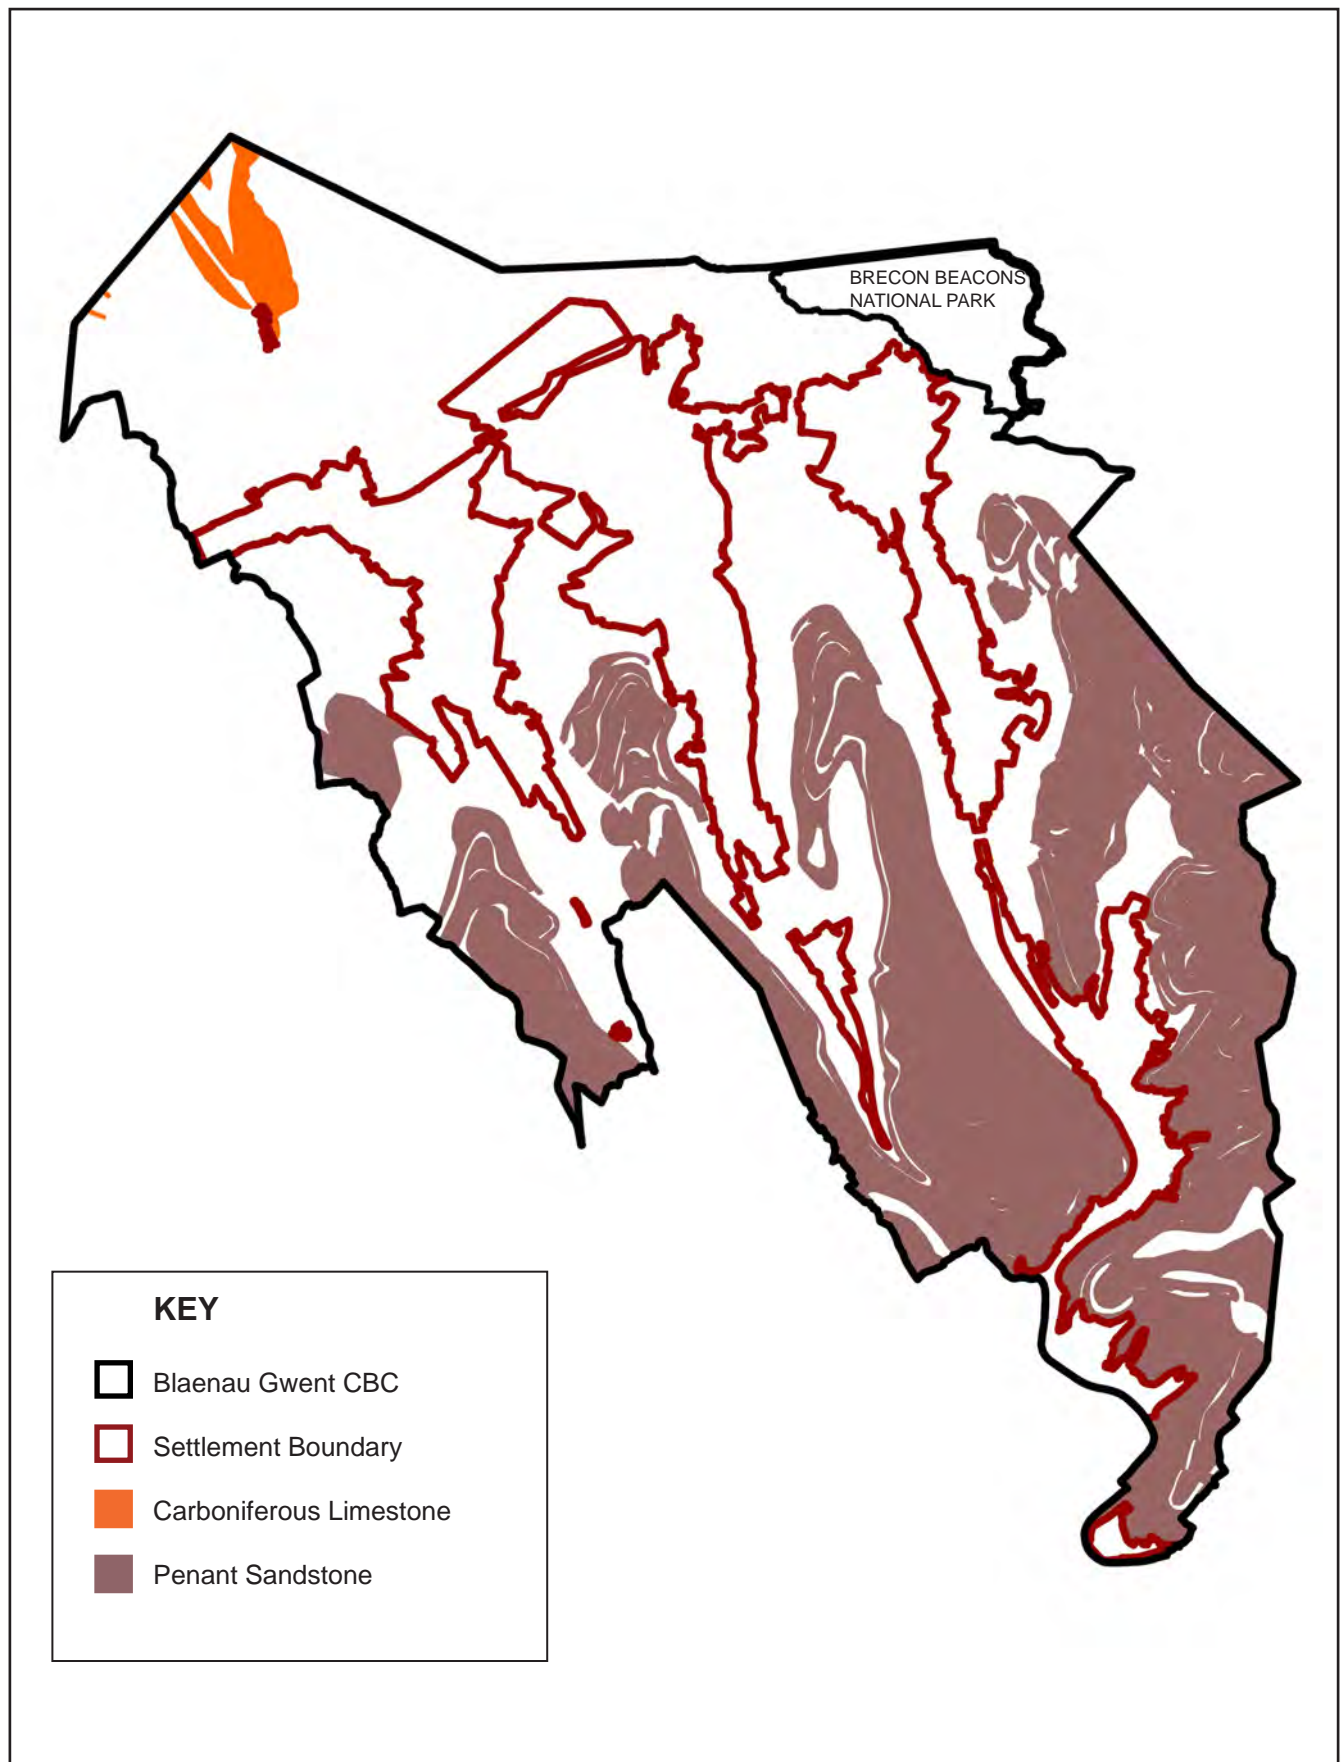 BRECON BEACONS
NATIONAL PARK
KEY
Blaenau Gwent CBC
Settlement Boundary
Carboniferous Limestone
Penant Sandstone